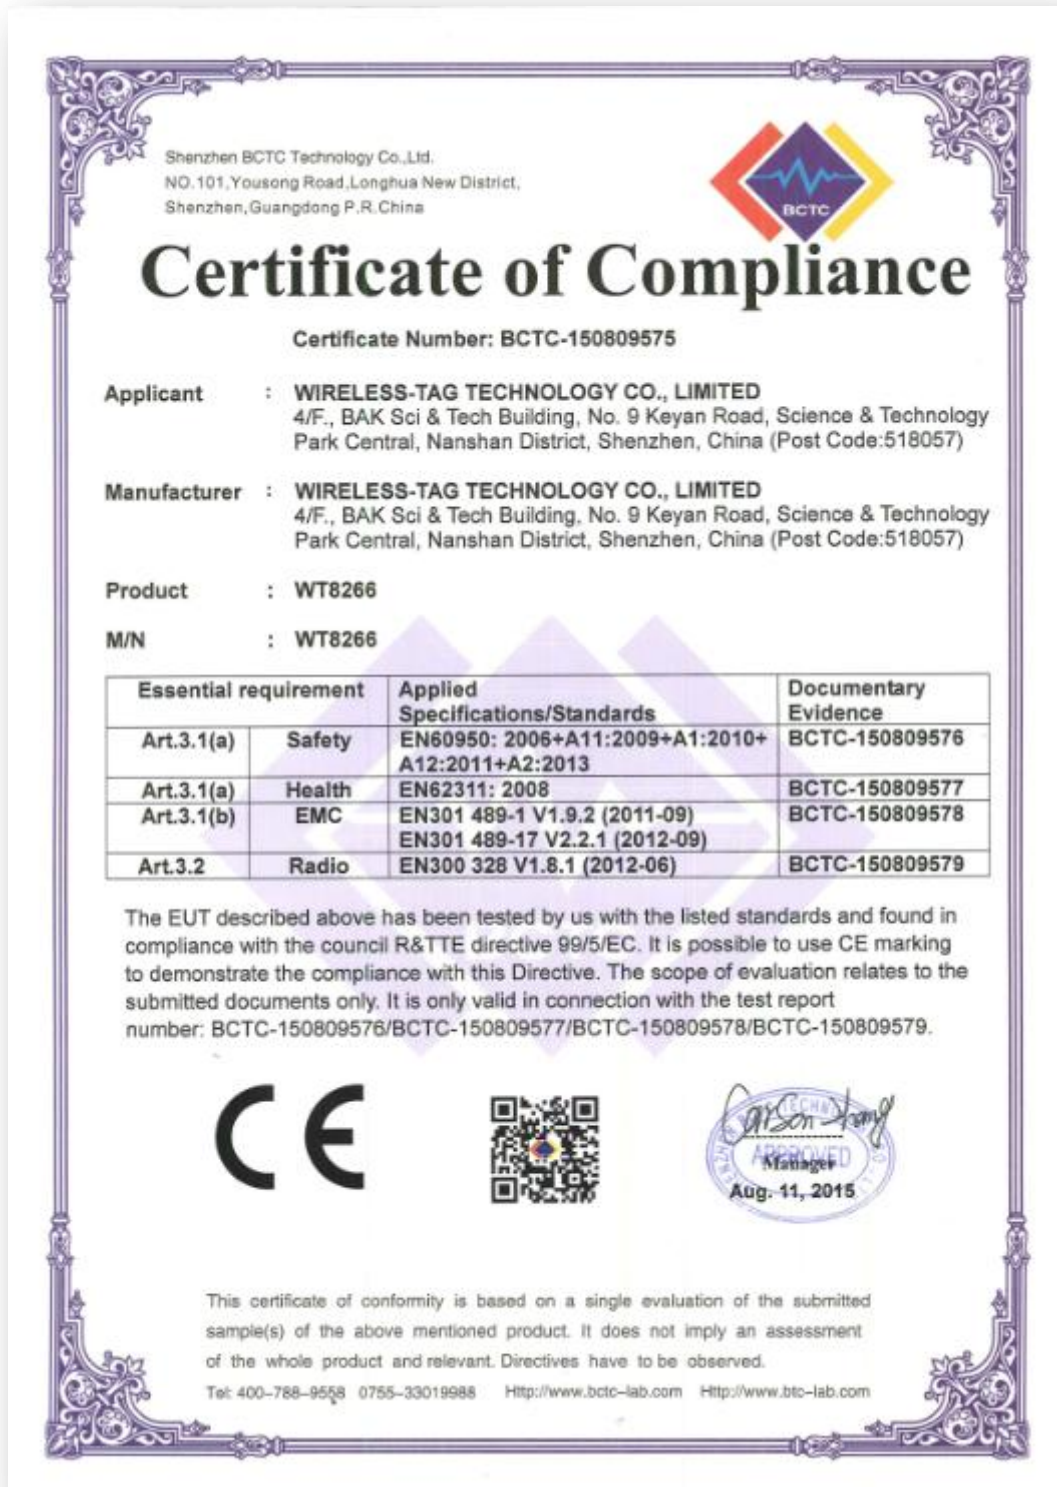 Shenzhen BCTC Technology Co.,Ltd.
NO.101,Yousong Road,Longhua New District,
Shenzhen,Guangdong P.R.China
BCTC
Certificate of Compliance
Certificate Number: BCTC-150809575
Applicant : WIRELESS-TAG TECHNOLOGY CO., LIMITED
4/F., BAK Sci & Tech Building, No. 9 Keyan Road, Science & Technology
Park Central, Nanshan District, Shenzhen, China (Post Code:518057)
Manufacturer : WIRELESS-TAG TECHNOLOGY CO., LIMITED
4/F., BAK Sci & Tech Building, No. 9 Keyan Road, Science & Technology
Park Central, Nanshan District, Shenzhen, China (Post Code:518057)
Product : WT8266
M/N : WT8266
Essential requirement Applied Documentary
Specifications/Standards Evidence
Art.3.1(a) Safety EN60950: 2006+A11:2009+A1:2010+ BCTC-150809576
A12:2011+A2:2013
Art.3.1(a) Health EN62311: 2008 BCTC-150809577
Art.3.1(b) EMC EN301 489-1 V1.9.2 (2011-09) BCTC-150809578
EN301 489-17 V2.2.1 (2012-09)
Art.3.2 Radio EN300 328 V1.8.1 (2012-06) BCTC-150809579
The EUT described above has been tested by us with the listed standards and found in
compliance with the council R&TTE directive 99/5/EC. It is possible to use CE marking
to demonstrate the compliance with this Directive. The scope of evaluation relates to the
submitted documents only. It is only valid in connection with the test report
number: BCTC-150809576/BCTC-150809577/BCTC-150809578/BCTC-150809579.
CE
Carson Zhang
APPROVED
Manager
Aug. 11, 2015
This certificate of conformity is based on a single evaluation of the submitted
sample(s) of the above mentioned product. It does not imply an assessment
of the whole product and relevant. Directives have to be observed.
Tel: 400-788-9558 0755-33019988 Http://www.bctc-lab.com Http://www.btc-lab.com